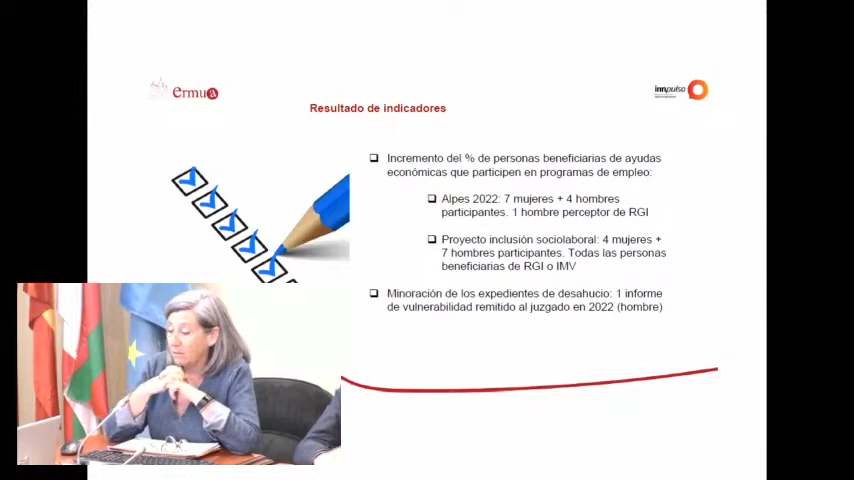 ermua
innpulso
Resultado de indicadores
Incremento del % de personas beneficiarias de ayudas
económicas que participen en programas de empleo:
Alpes 2022: 7 mujeres + 4 hombres
participantes. 1 hombre perceptor de RGI
Proyecto inclusión sociolaboral: 4 mujeres +
7 hombres participantes. Todas las personas
beneficiarias de RGI o IMV
Minoración de los expedientes de desahucio: 1 informe
de vulnerabilidad remitido al juzgado en 2022 (hombre)